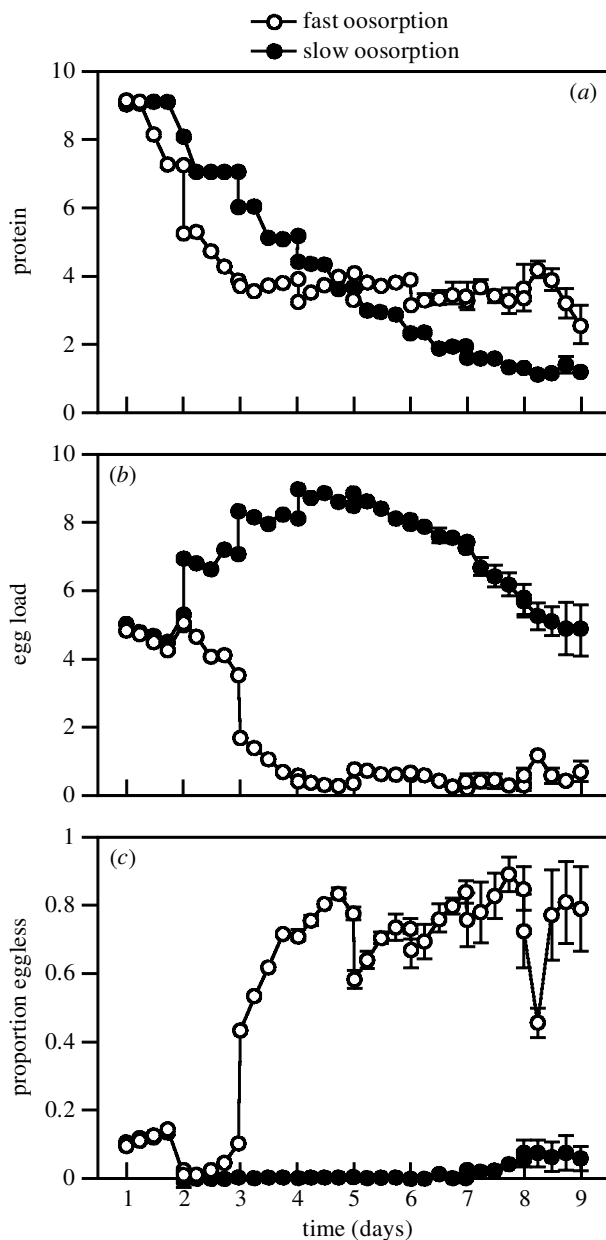 fast oosorption
slow oosorption
(a)
10
8
6
4
2
0
protein
(b)
10
8
6
4
2
0
egg load
(c)
1
0.8
0.6
0.4
0.2
0
proportion eggless
1 2 3 4 5 6 7 8 9
time (days)